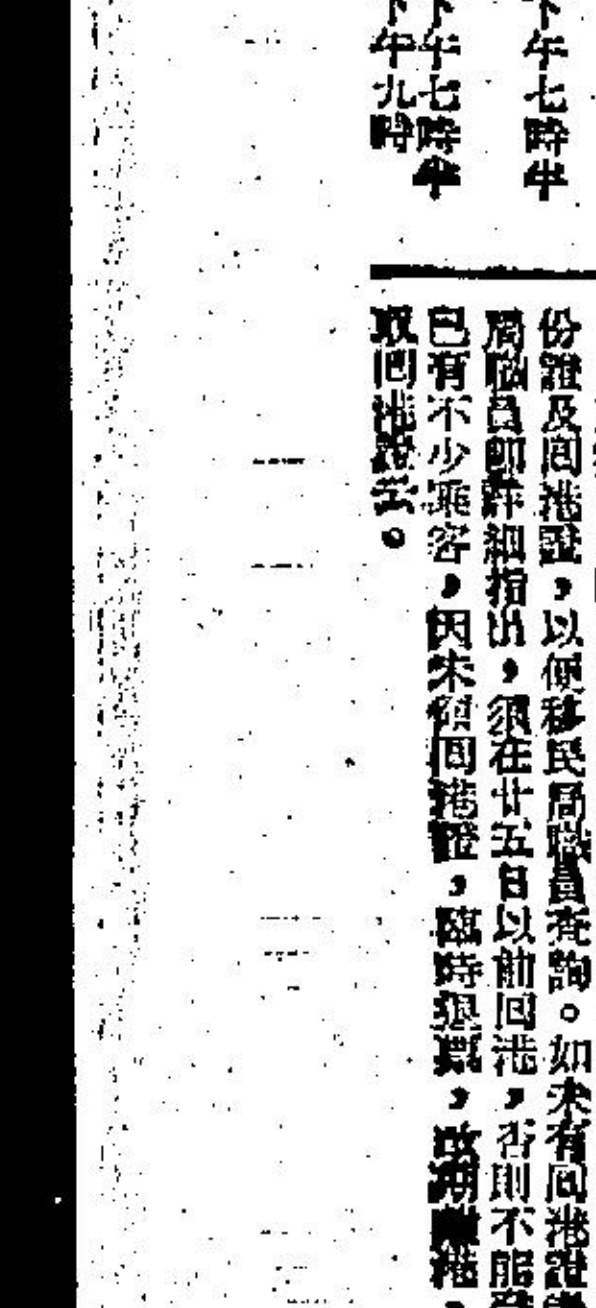 下午七時半
下午七時半
下午九時
份證及回港證，以便移民局職員查詢。如未有回港證
局職員即詳細指出，須在廿五日以前回港，否則不能
已有不少乘客，因未領回港證，臨時退票，改期離港，
取回港證云。